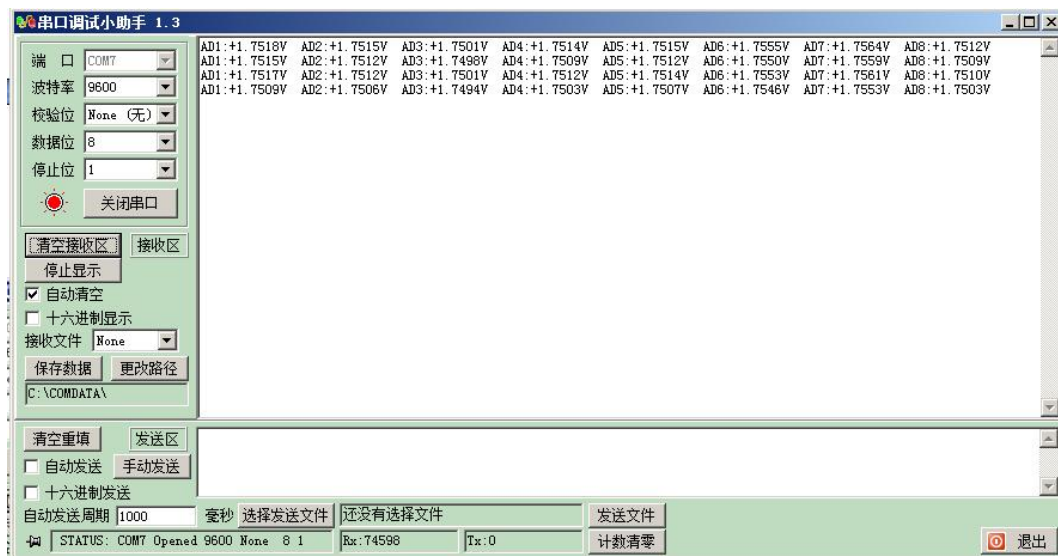 串口调试小助手 1.3
端 口 COM7
波特率 9600
校验位 None (无)
数据位 8
停止位 1
关闭串口
清空接收区 接收区
停止显示
自动清空
十六进制显示
接收文件 None
保存数据 更改路径
C:\COMDATA\
AD1:+1.7518V AD2:+1.7515V AD3:+1.7501V AD4:+1.7514V AD5:+1.7515V AD6:+1.7555V AD7:+1.7564V AD8:+1.7512V
AD1:+1.7515V AD2:+1.7512V AD3:+1.7498V AD4:+1.7509V AD5:+1.7512V AD6:+1.7550V AD7:+1.7559V AD8:+1.7509V
AD1:+1.7517V AD2:+1.7512V AD3:+1.7501V AD4:+1.7512V AD5:+1.7514V AD6:+1.7553V AD7:+1.7561V AD8:+1.7510V
AD1:+1.7509V AD2:+1.7506V AD3:+1.7494V AD4:+1.7503V AD5:+1.7507V AD6:+1.7546V AD7:+1.7553V AD8:+1.7503V
清空重填 发送区
自动发送 手动发送
十六进制发送
自动发送周期 1000 毫秒 选择发送文件 还没有选择文件 发送文件
STATUS: COM7 Opened 9600 None 8 1 Rx:74598 Tx:0 计数清零 退出